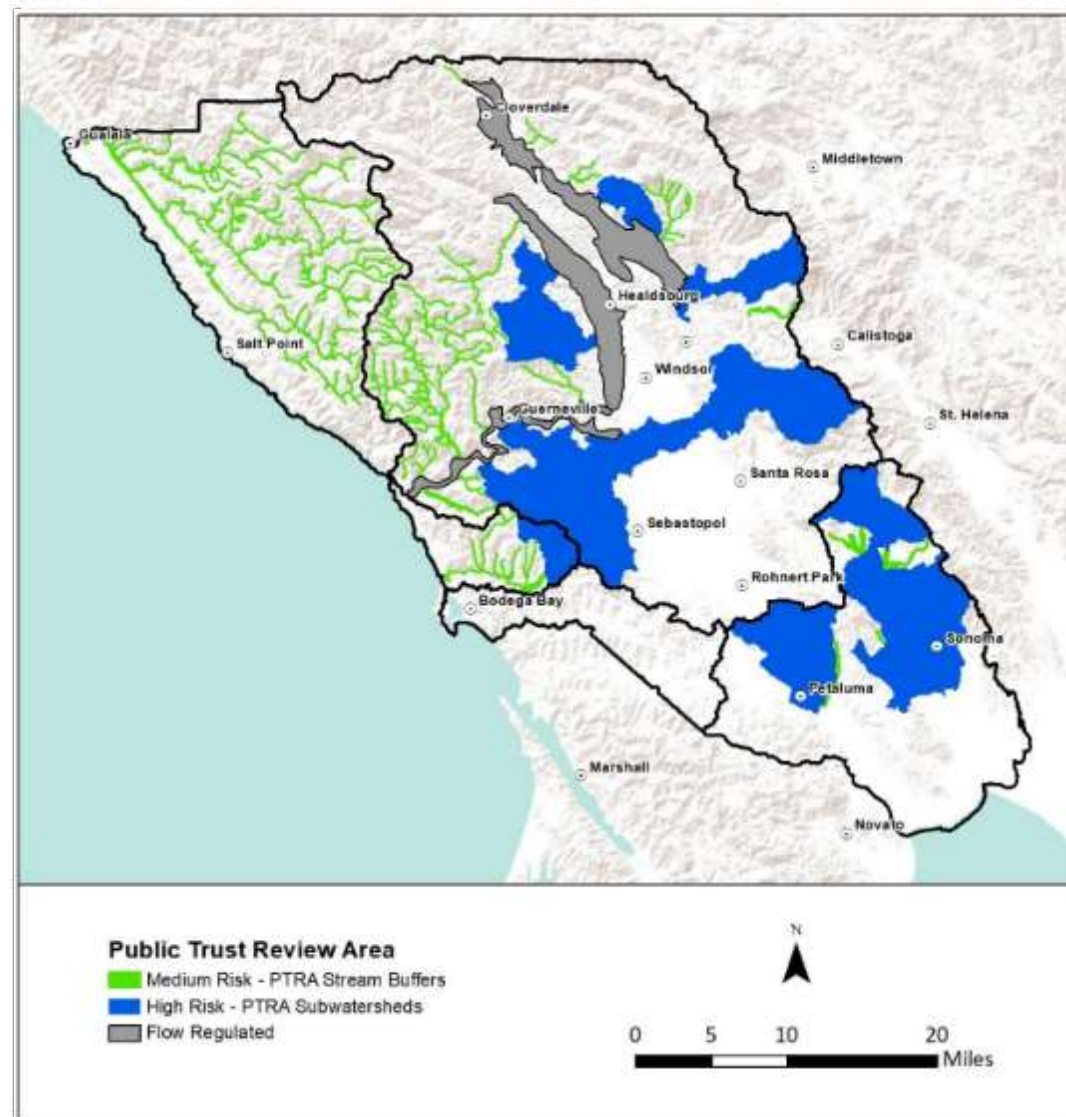 Cloverdale
Gualala
Middletown
Healdsburg
Calistoga
Salt Point
Windsor
Guerneville
St. Helena
Santa Rosa
Sebastopol
Rohnert Park
Bodega Bay
Sonoma
Petaluma
Marshall
Novato
Public Trust Review Area
Medium Risk - PTRA Stream Buffers
High Risk - PTRA Subwatersheds
Flow Regulated
N
0 5 10 20
Miles